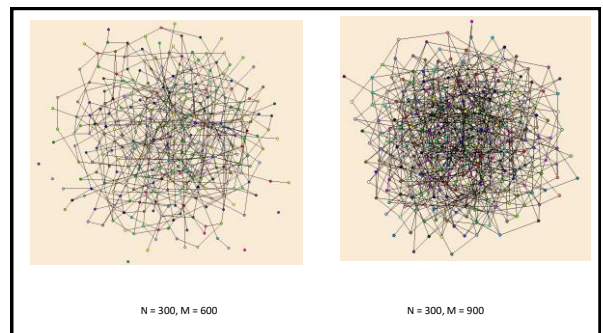 N = 300, M = 600
N = 300, M = 900